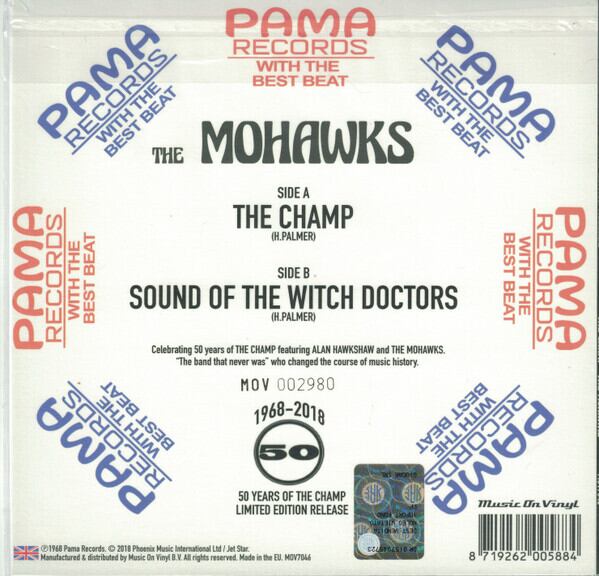 PAMA
RECORDS
WITH THE
BEST BEAT
PAMA
RECORDS
WITH THE
BEST BEAT
PAMA
RECORDS
WITH THE
BEST BEAT
THE MOHAWKS
SIDE A
THE CHAMP
(H.PALMER)
SIDE B
SOUND OF THE WITCH DOCTORS
(H.PALMER)
PAMA
RECORDS
WITH THE
BEST BEAT
PAMA
RECORDS
WITH THE
BEST BEAT
Celebrating 50 years of THE CHAMP featuring ALAN HAWKSHAW and THE MOHAWKS.
"The band that never was" who changed the course of music history.
MOV 002980
1968-2018
50
50 YEARS OF THE CHAMP
LIMITED EDITION RELEASE
PAMA
RECORDS
WITH THE
BEST BEAT
PAMA
RECORDS
WITH THE
BEST BEAT
Music On Vinyl
8 719262 005884
℗1968 Pama Records. © 2018 Phoenix Music International Ltd / Jet Star.
Manufactured & distributed by Music On Vinyl B.V. All rights reserved. Made in the EU. MOV7046